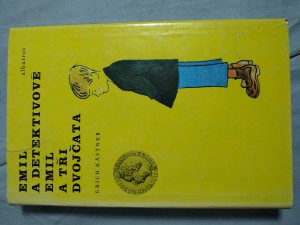 albatros
EMIL
A DETEKTIVOVÉ
EMIL
A TŘI
DVOJČATA
ERICH KÄSTNER